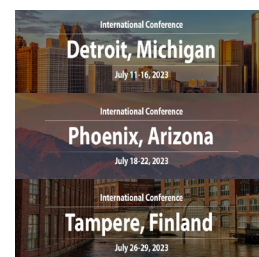 International Conference
Detroit, Michigan
July 11-16, 2023
International Conference
Phoenix, Arizona
July 18-22, 2023
International Conference
Tampere, Finland
July 26-29, 2023